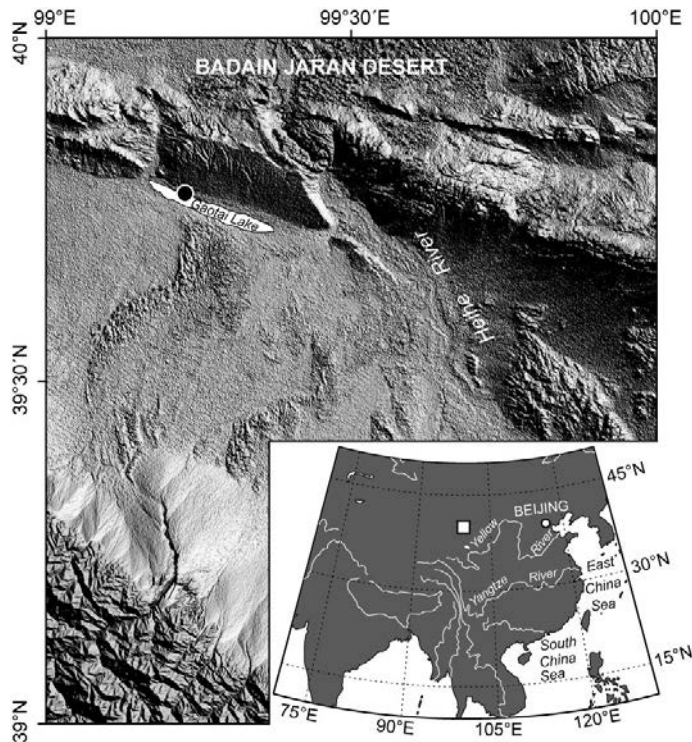 99°E
99°30'E
100°E
40°N
BADAIN JARAN DESERT
Gaotai Lake
Heihe River
39°30'N
39°N
45°N
BEIJING
Yellow
River
East
China
Sea
30°N
Yangtze
River
South
China
Sea
15°N
75°E
90°E
105°E
120°E